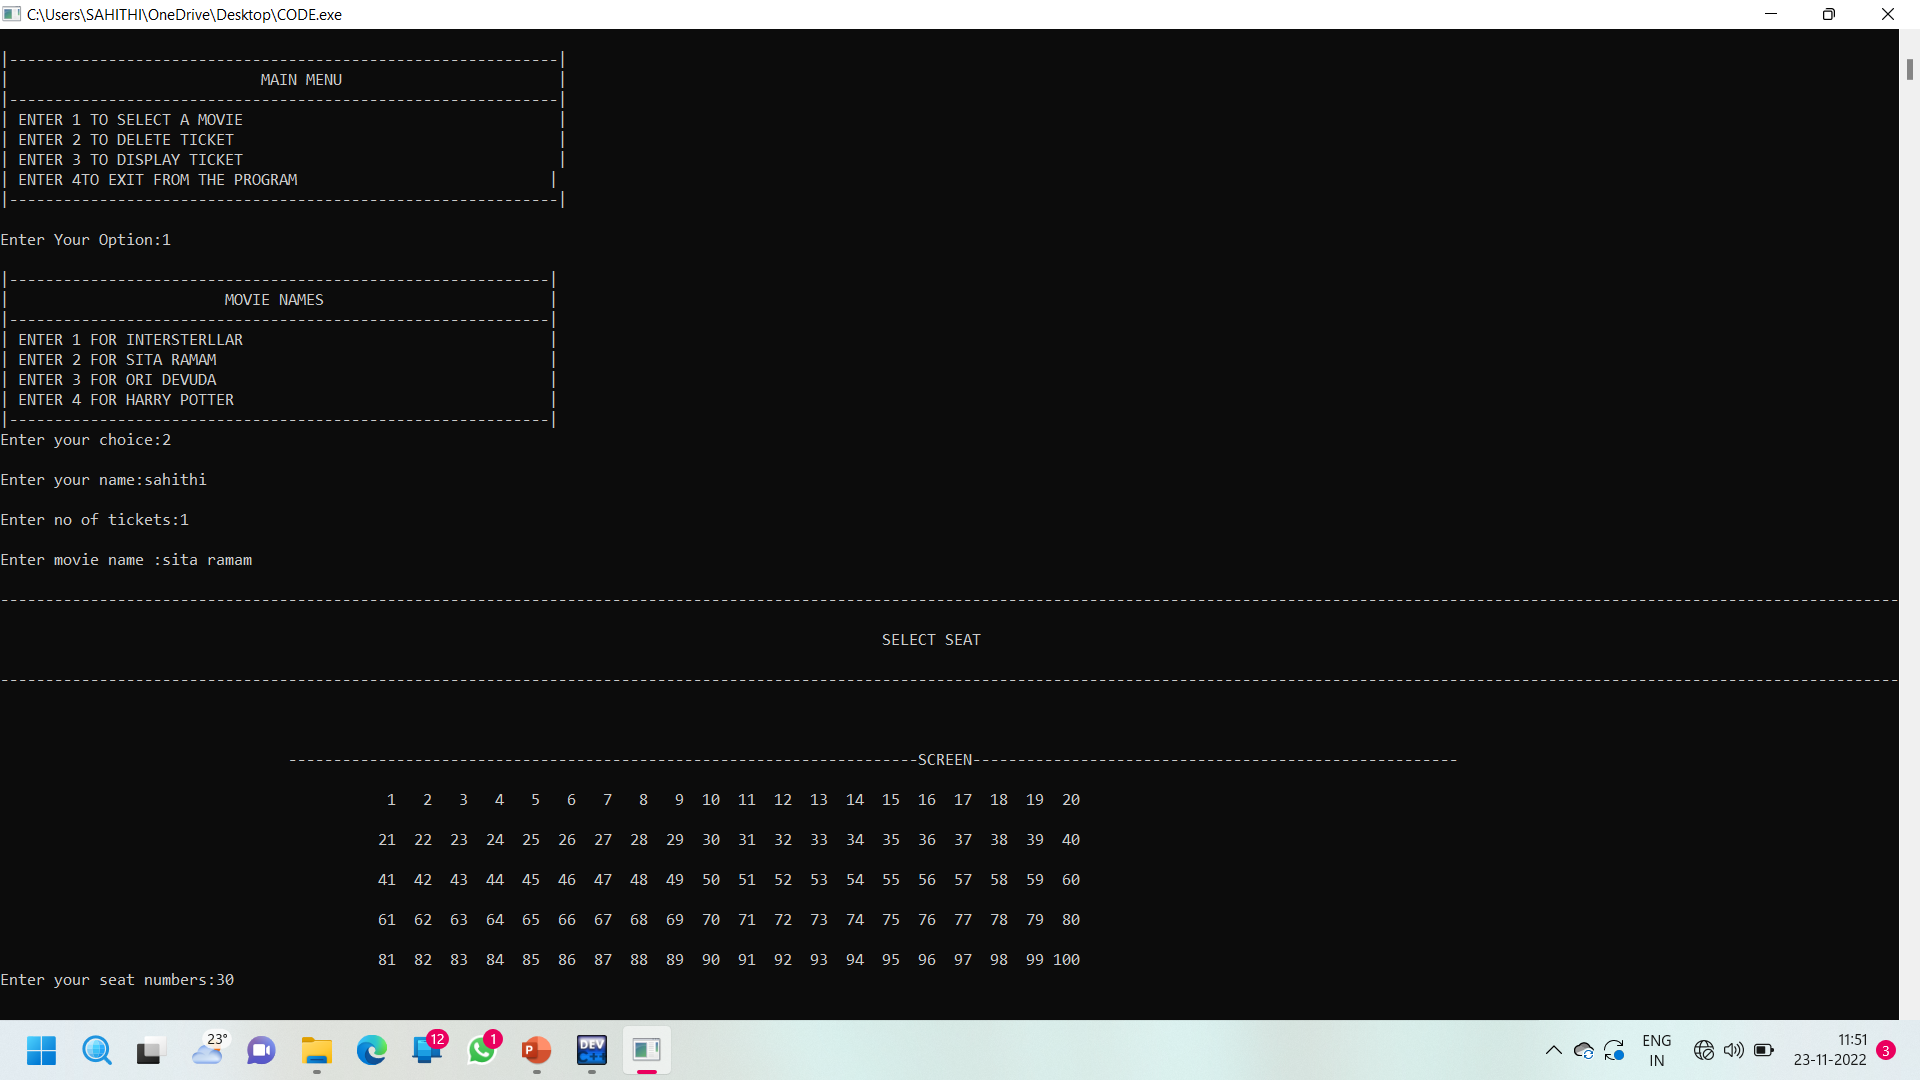 C:\Users\SAHITHI\OneDrive\Desktop\CODE.exe
|-------------------------------------------------------------|
| MAIN MENU |
|-------------------------------------------------------------|
| ENTER 1 TO SELECT A MOVIE |
| ENTER 2 TO DELETE TICKET |
| ENTER 3 TO DISPLAY TICKET |
| ENTER 4TO EXIT FROM THE PROGRAM |
|-------------------------------------------------------------|
Enter Your Option:1
|------------------------------------------------------------|
| MOVIE NAMES |
|------------------------------------------------------------|
| ENTER 1 FOR INTERSTERLLAR |
| ENTER 2 FOR SITA RAMAM |
| ENTER 3 FOR ORI DEVUDA |
| ENTER 4 FOR HARRY POTTER |
|------------------------------------------------------------|
Enter your choice:2
Enter your name:sahithi
Enter no of tickets:1
Enter movie name :sita ramam
SELECT SEAT
----------------------------------------------------------------------SCREEN------------------------------------------------------
1 2 3 4 5 6 7 8 9 10 11 12 13 14 15 16 17 18 19 20
21 22 23 24 25 26 27 28 29 30 31 32 33 34 35 36 37 38 39 40
41 42 43 44 45 46 47 48 49 50 51 52 53 54 55 56 57 58 59 60
61 62 63 64 65 66 67 68 69 70 71 72 73 74 75 76 77 78 79 80
81 82 83 84 85 86 87 88 89 90 91 92 93 94 95 96 97 98 99 100
Enter your seat numbers:30
23° 12 1 P DEV C++ ENG 11:51
IN 23-11-2022 3